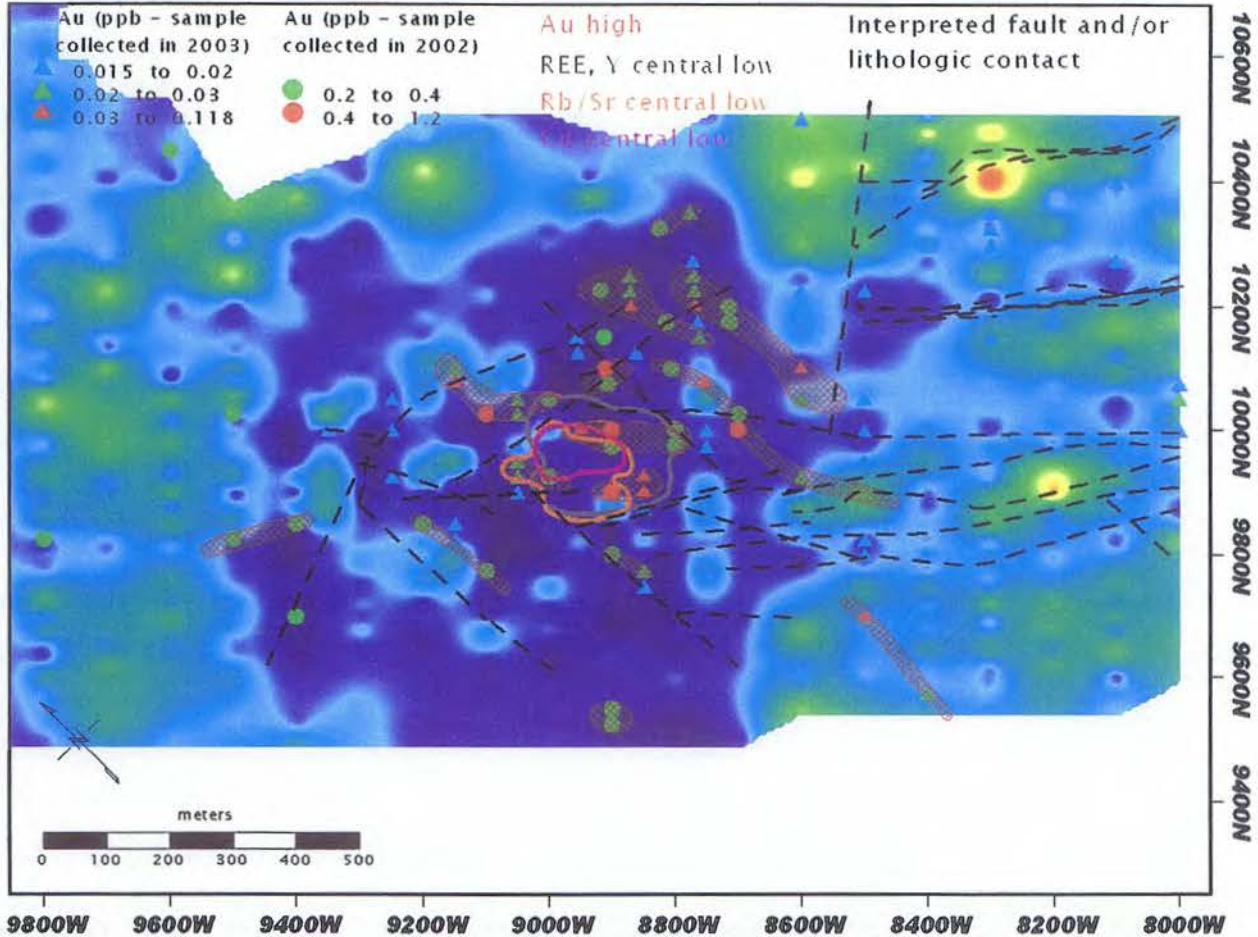 Au (ppb - sample
collected in 2003)
0.015 to 0.02
0.02 to 0.03
0.03 to 0.118
Au (ppb - sample
collected in 2002)
0.2 to 0.4
0.4 to 1.2
Au high
REE, Y central low
Rb/Sr central low
central low
Interpreted fault and/or
lithologic contact
10600N
10400N
10200N
10000N
9800N
9600N
9400N
N
meters
0 100 200 300 400 500
9800W 9600W 9400W 9200W 9000W 8800W 8600W 8400W 8200W 8000W